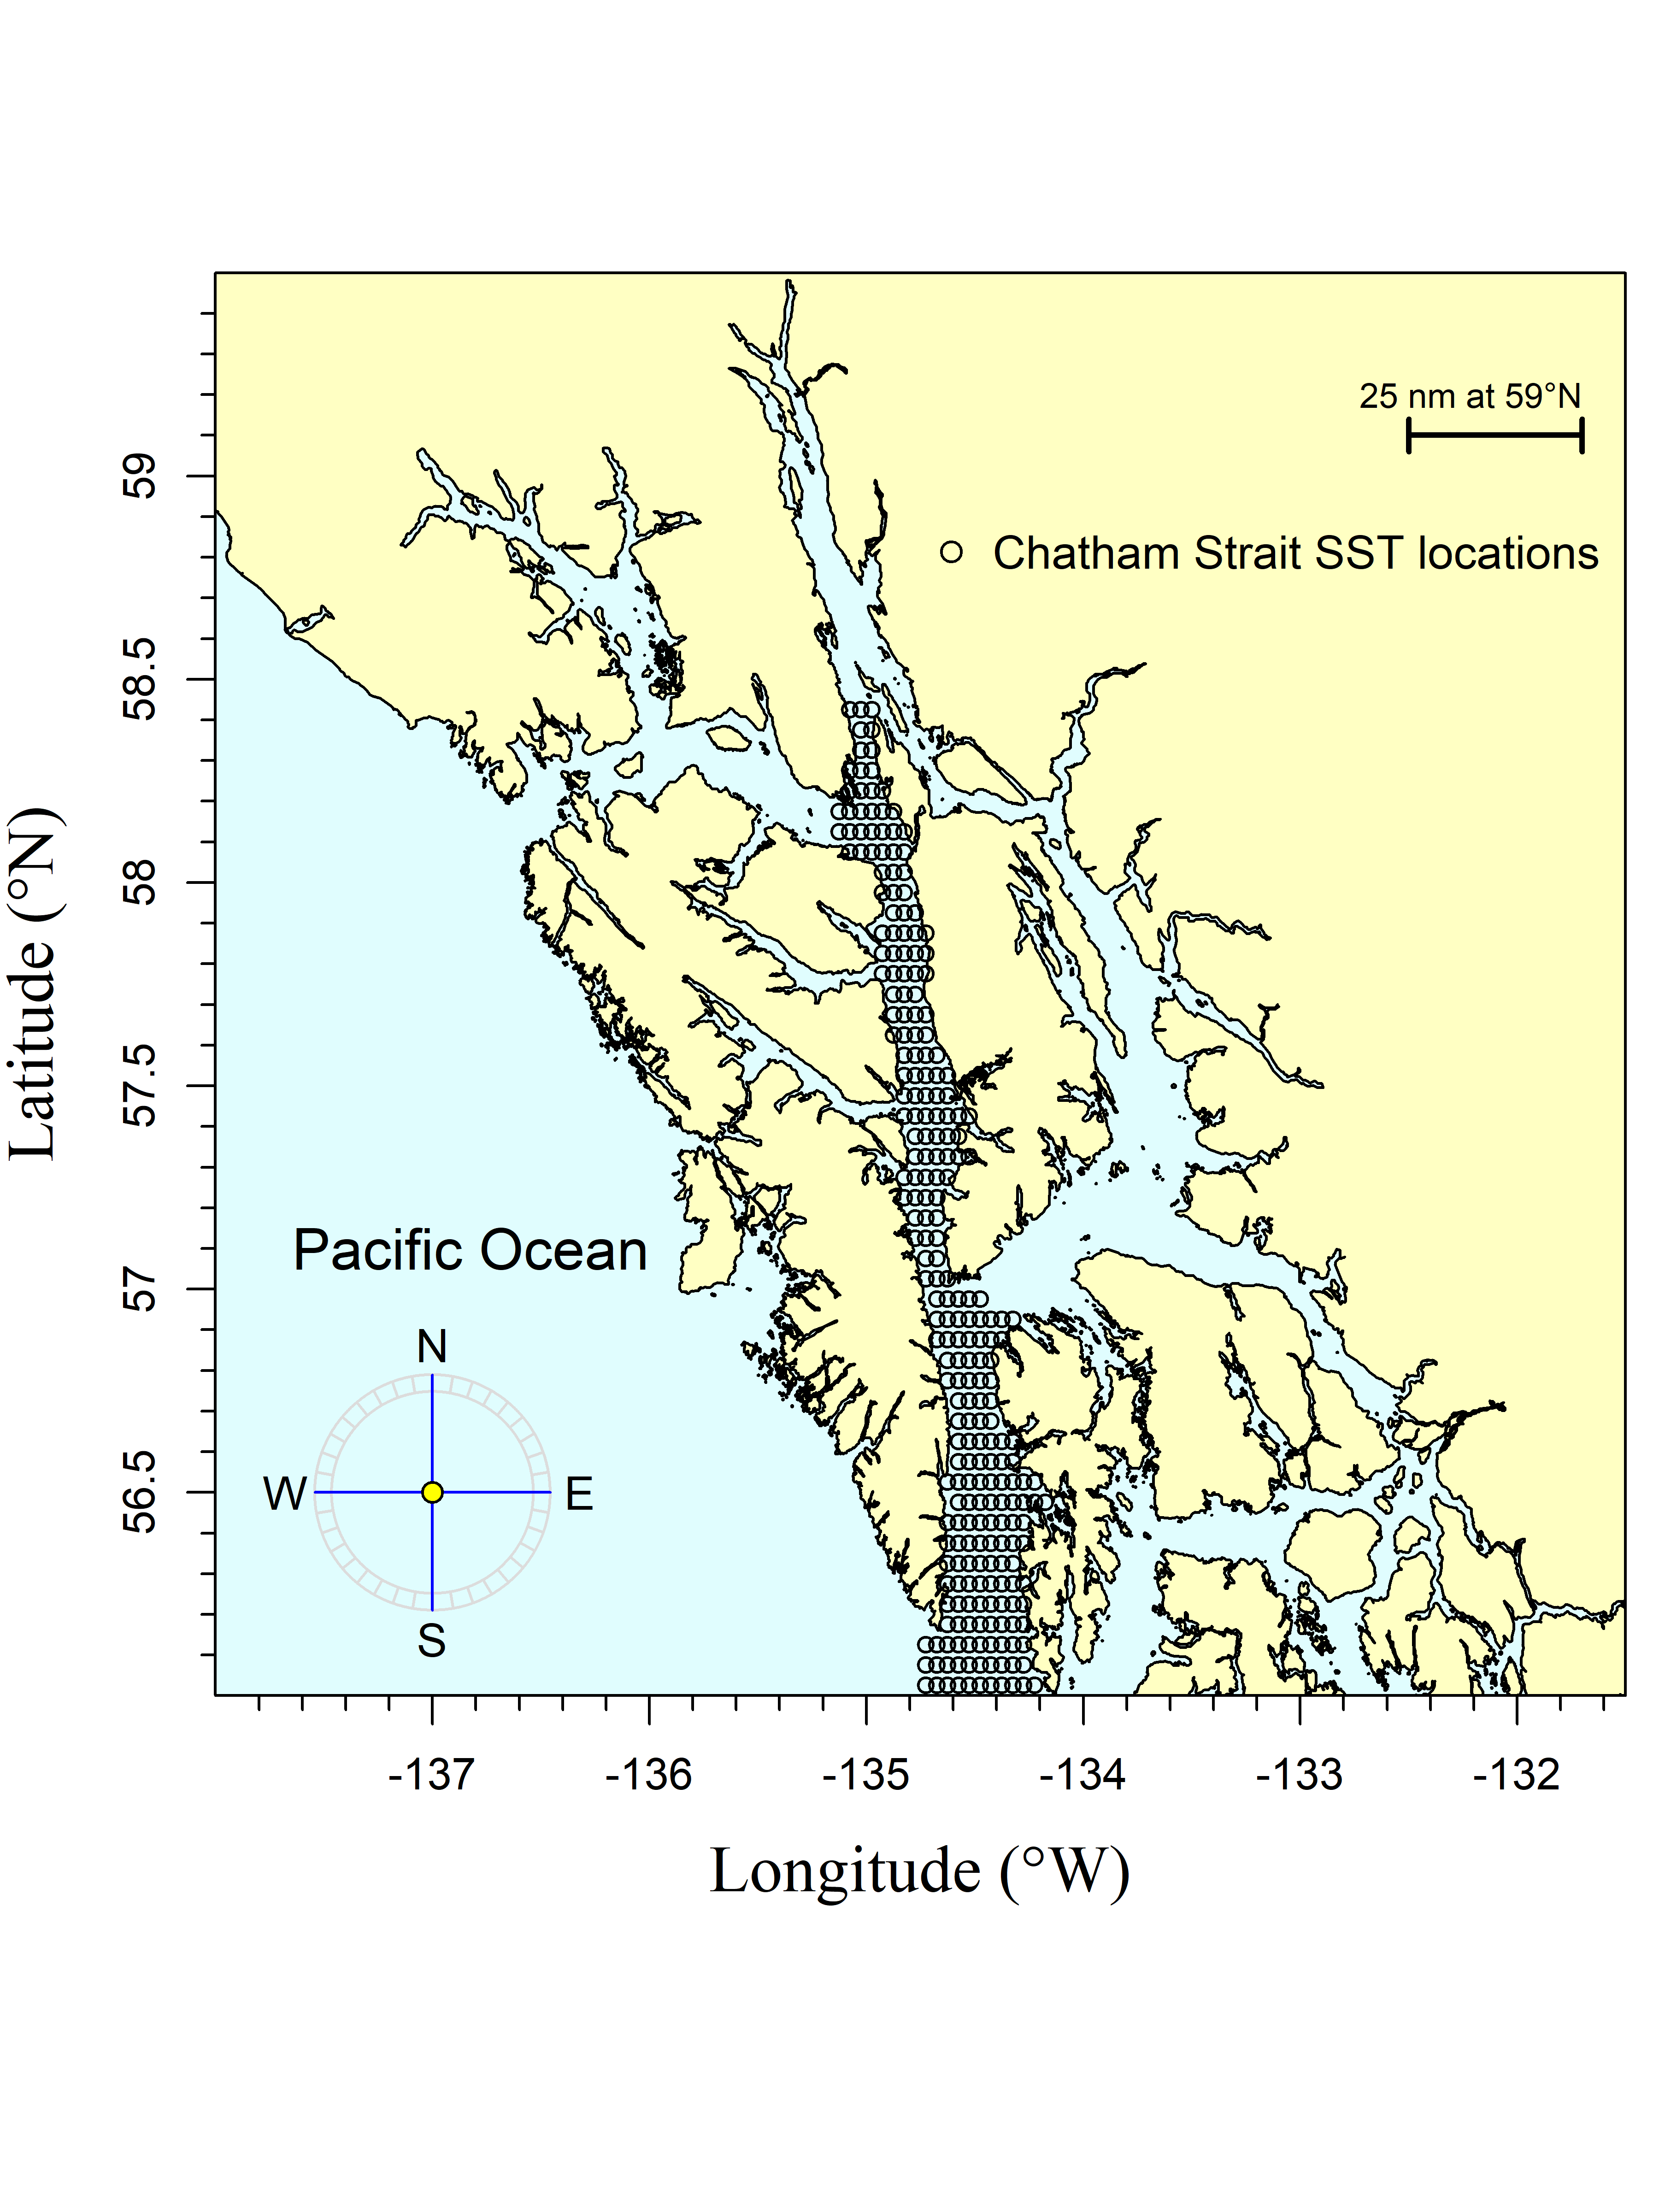 25 nm at 59°N
Chatham Strait SST locations
Latitude (°N)
59
58.5
58
57.5
57
56.5
Pacific Ocean
N
W
E
S
-137
-136
-135
-134
-133
-132
Longitude (°W)